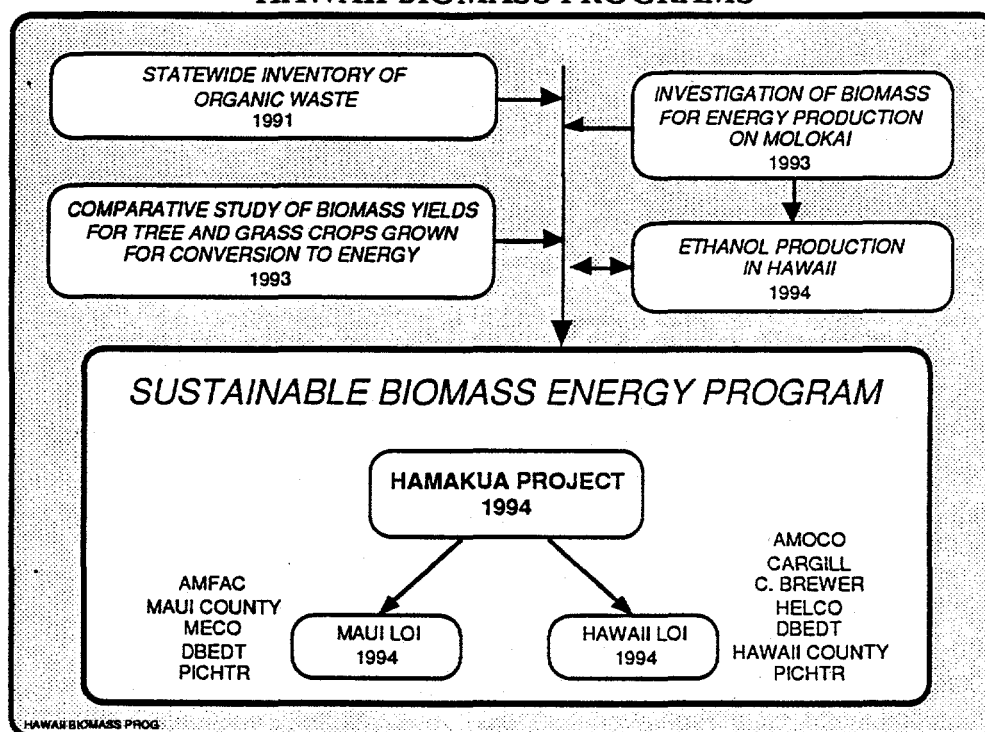 HAWAII BIOMASS PROGRAMS
STATEWIDE INVENTORY OF
ORGANIC WASTE
1991
INVESTIGATION OF BIOMASS
FOR ENERGY PRODUCTION
ON MOLOKAI
1993
COMPARATIVE STUDY OF BIOMASS YIELDS
FOR TREE AND GRASS CROPS GROWN
FOR CONVERSION TO ENERGY
1993
ETHANOL PRODUCTION
IN HAWAII
1994
SUSTAINABLE BIOMASS ENERGY PROGRAM
HAMAKUA PROJECT
1994
AMFAC
MAUI COUNTY
MECO
DBEDT
PICHTR
MAUI LOI
1994
HAWAII LOI
1994
AMOCO
CARGILL
C. BREWER
HELCO
DBEDT
HAWAII COUNTY
PICHTR
HAWAII BIOMASS PROG